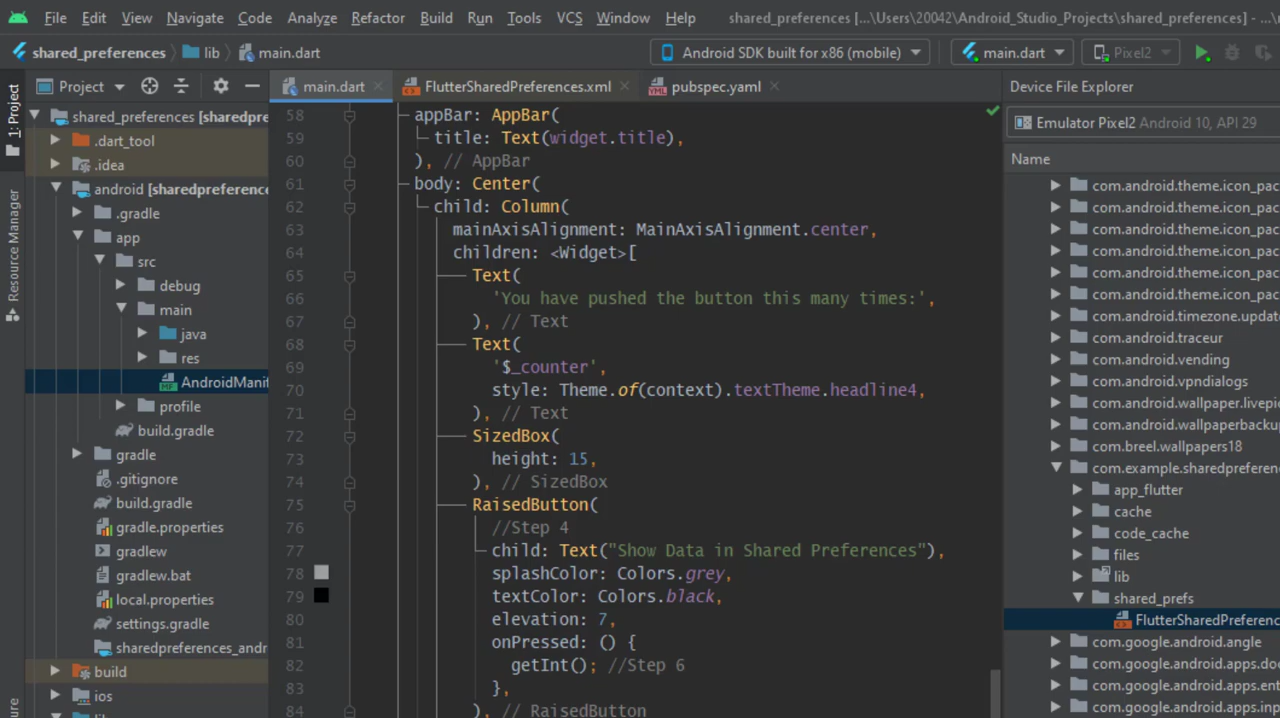 File Edit View Navigate Code Analyze Refactor Build Run Tools VCS Window Help shared_preferences [...\Users\20042\Android_Studio_Projects\shared_preferences] - ...\
shared_preferences lib main.dart Android SDK built for x86 (mobile) main.dart Pixel2
1: Project
Resource Manager
Project
shared_preferences [sharedpre
.dart_tool
.idea
android [sharedpreference
.gradle
app
src
debug
main
java
res
AndroidManif
profile
build.gradle
gradle
.gitignore
build.gradle
gradle.properties
gradlew
gradlew.bat
local.properties
settings.gradle
sharedpreferences_andr
build
ios
main.dart FlutterSharedPreferences.xml pubspec.yaml
58 appBar: AppBar(
59 title: Text(widget.title),
60 ), // AppBar
61 body: Center(
62 child: Column(
63 mainAxisAlignment: MainAxisAlignment.center,
64 children: <Widget>[
65 Text(
66 'You have pushed the button this many times:',
67 ), // Text
68 Text(
69 '$_counter',
70 style: Theme.of(context).textTheme.headline4,
71 ), // Text
72 SizedBox(
73 height: 15,
74 ), // SizedBox
75 RaisedButton(
76 //Step 4
77 child: Text("Show Data in Shared Preferences"),
78 splashColor: Colors.grey,
79 textColor: Colors.black,
80 elevation: 7,
81 onPressed: () {
82 getInt(); //Step 6
83 },
84 ), // RaisedButton
Device File Explorer
Emulator Pixel2 Android 10, API 29
Name
com.android.theme.icon_pac
com.android.theme.icon_pac
com.android.theme.icon_pac
com.android.theme.icon_pac
com.android.theme.icon_pac
com.android.theme.icon_pac
com.android.timezone.update
com.android.traceur
com.android.vending
com.android.vpndialogs
com.android.wallpaper.livepic
com.android.wallpaperbackup
com.breel.wallpapers18
com.example.sharedpreferenc
app_flutter
cache
code_cache
files
lib
shared_prefs
FlutterSharedPreferenc
com.google.android.angle
com.google.android.apps.doc
com.google.android.apps.ent
com.google.android.apps.inp